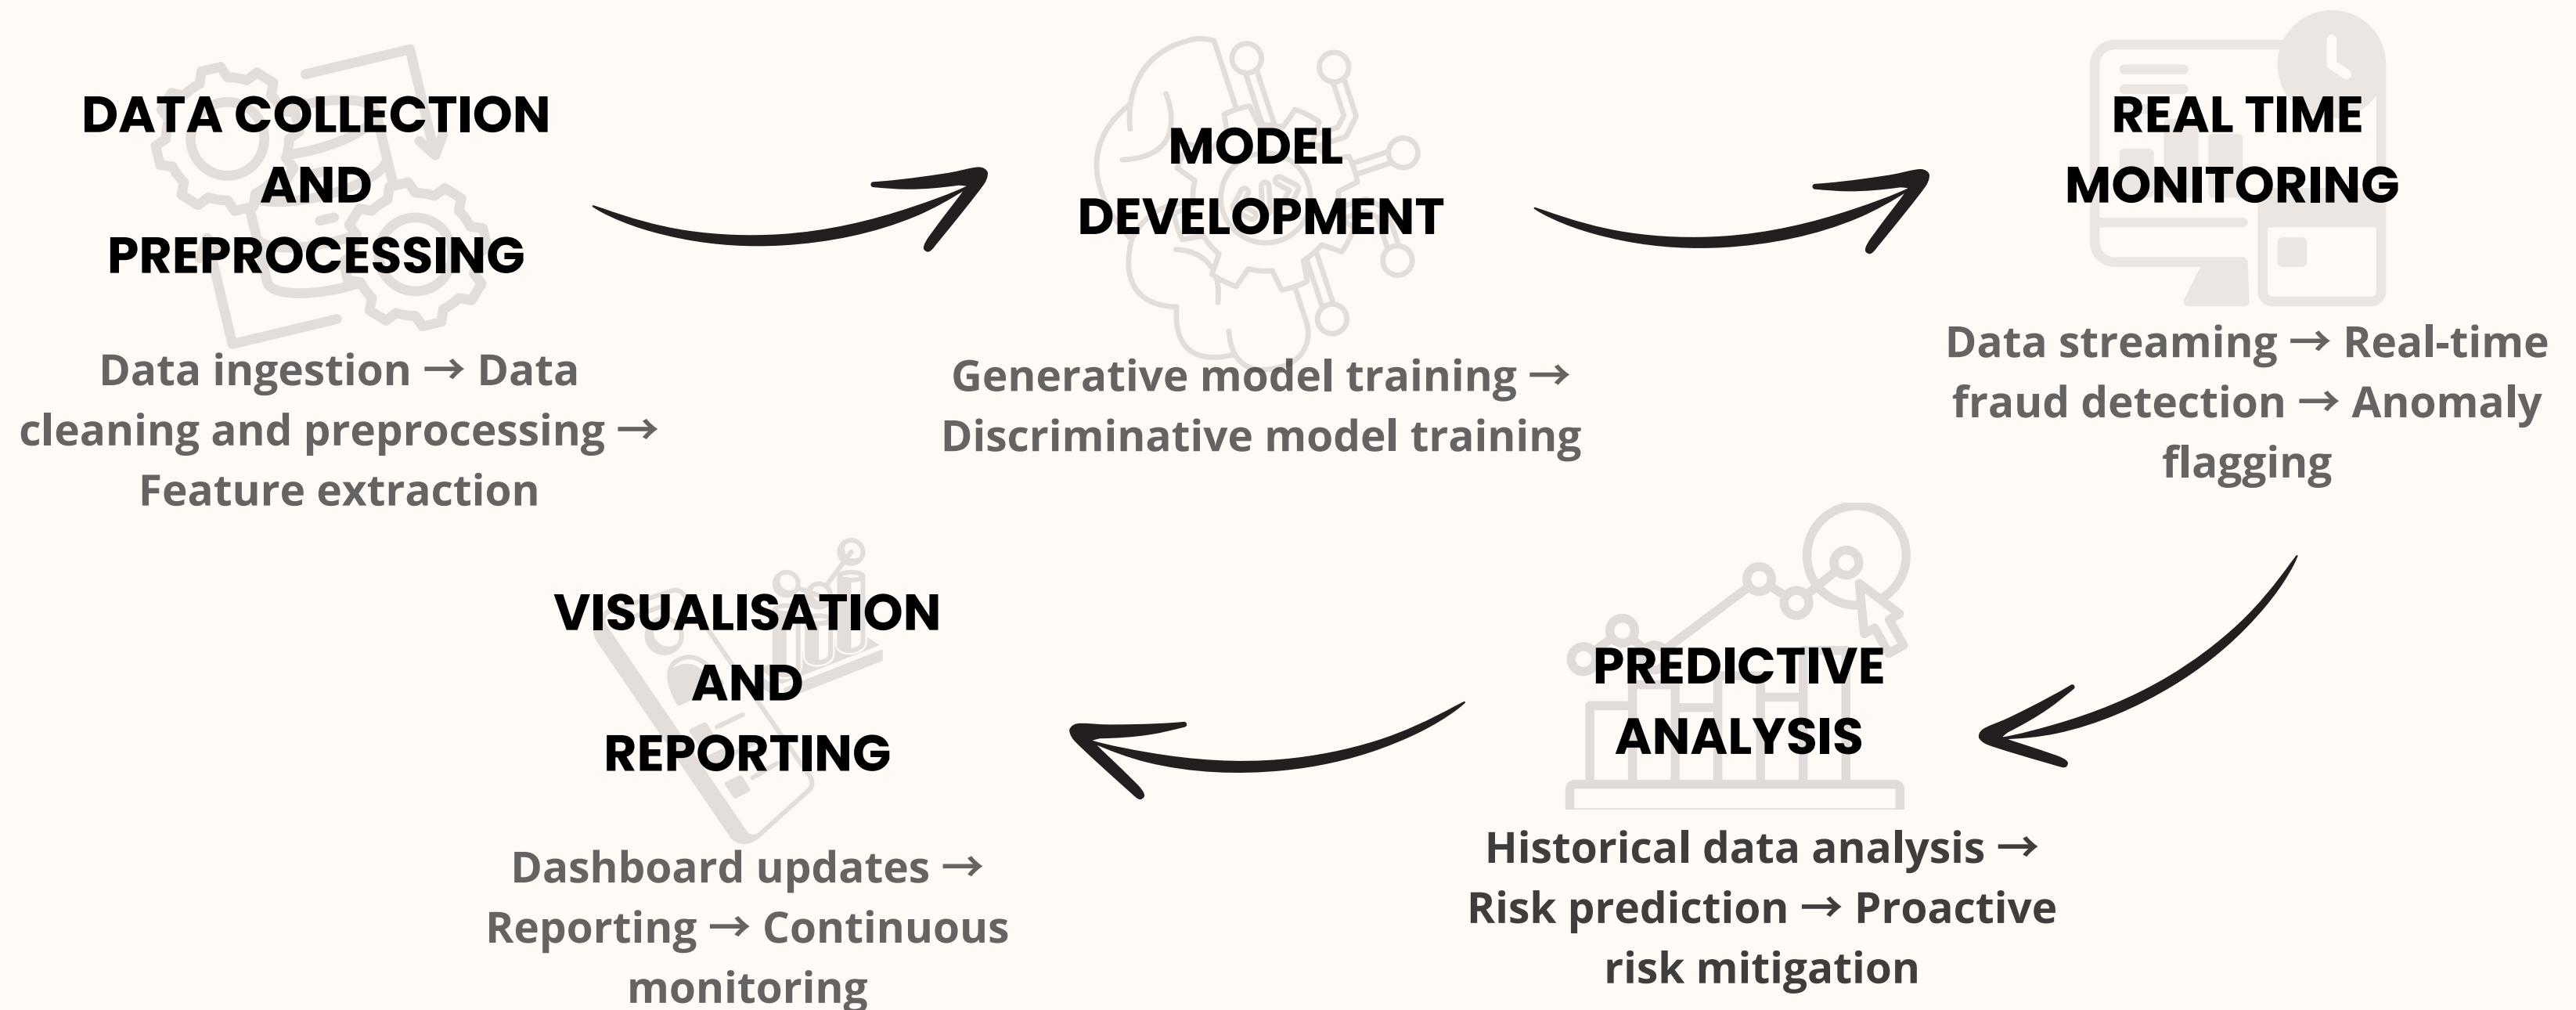 DATA COLLECTION
AND
PREPROCESSING
Data ingestion → Data
cleaning and preprocessing →
Feature extraction
MODEL
DEVELOPMENT
Generative model training →
Discriminative model training
REAL TIME
MONITORING
Data streaming → Real-time
fraud detection → Anomaly
flagging
PREDICTIVE
ANALYSIS
Historical data analysis →
Risk prediction → Proactive
risk mitigation
VISUALISATION
AND
REPORTING
Dashboard updates →
Reporting → Continuous
monitoring